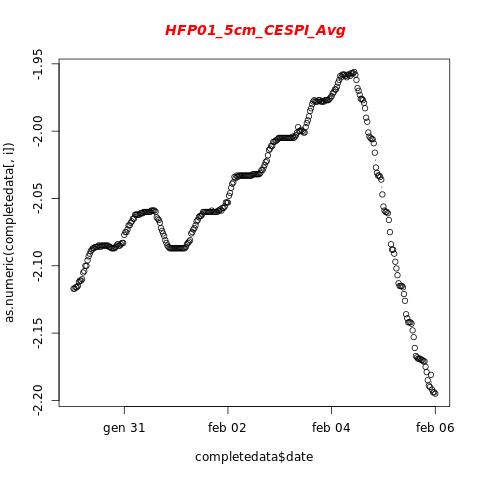 HFP01_5cm_CESPI_Avg
as.numeric(completedata[, i])
-1.95
-2.00
-2.05
-2.10
-2.15
-2.20
gen 31
feb 02
feb 04
feb 06
completedata$date